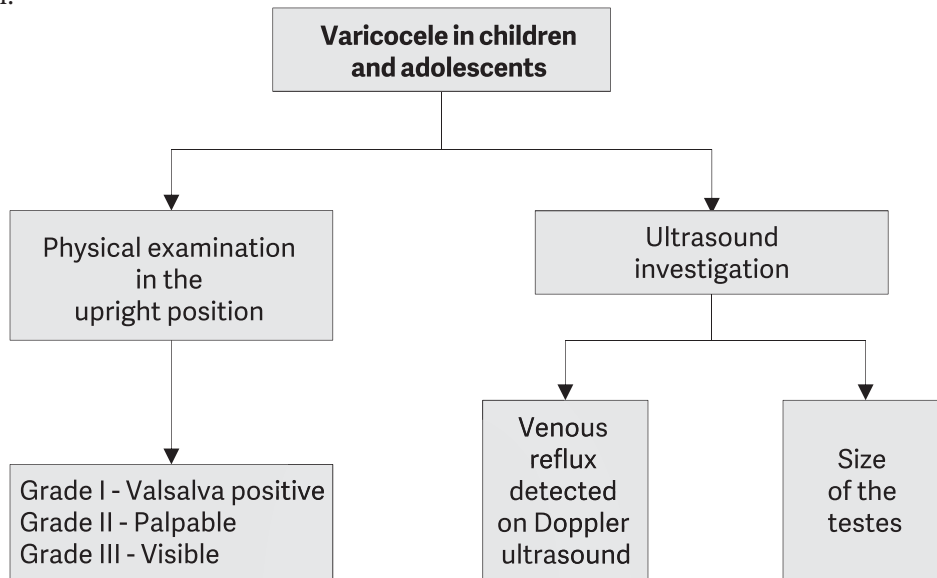 Varicocele in children
and adolescents
Physical examination
in the
upright position
Ultrasound
investigation
Grade I - Valsalva positive
Grade II - Palpable
Grade III - Visible
Venous
reflux
detected
on Doppler
ultrasound
Size
of the
testes